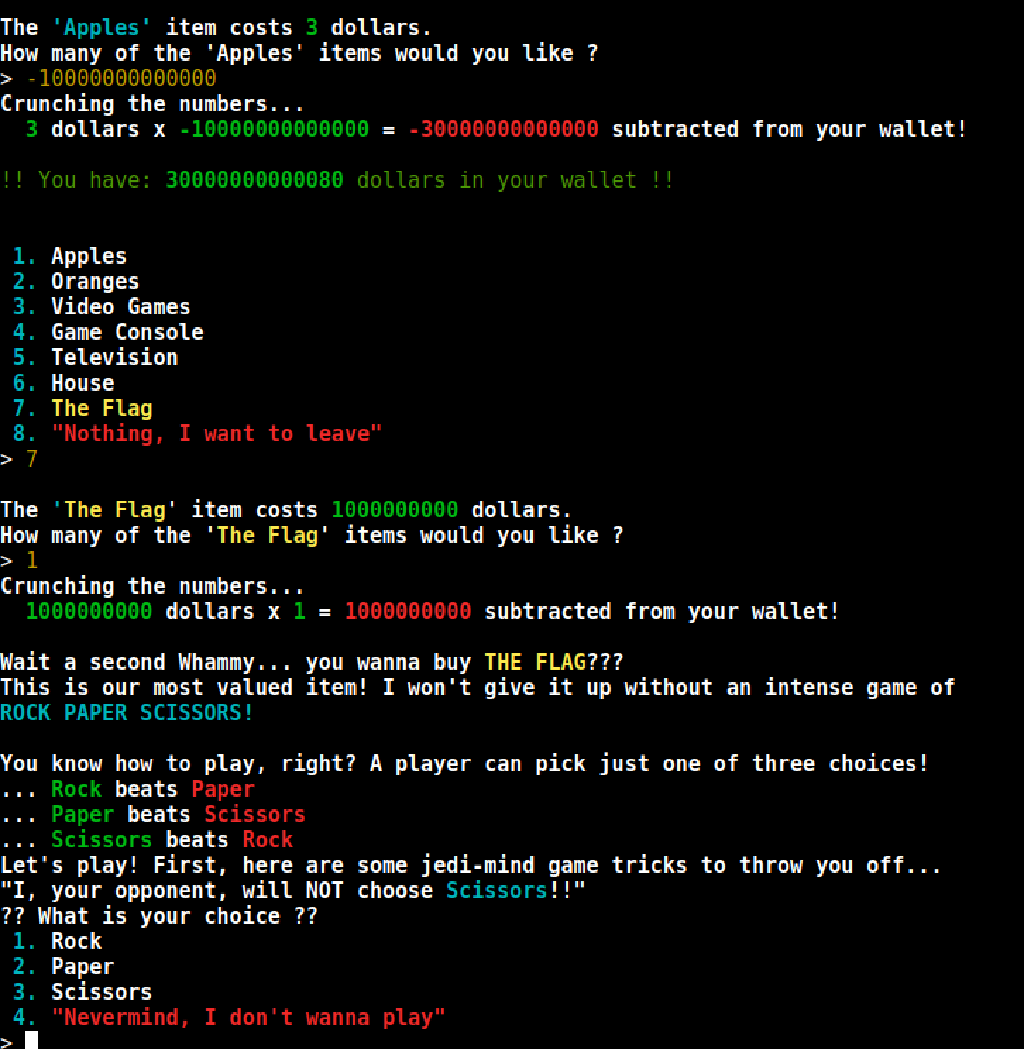 The 'Apples' item costs 3 dollars.
How many of the 'Apples' items would you like ?
> -10000000000000
Crunching the numbers...
3 dollars x -10000000000000 = -30000000000000 subtracted from your wallet!
!! You have: 30000000000080 dollars in your wallet !!
1. Apples
2. Oranges
3. Video Games
4. Game Console
5. Television
6. House
7. The Flag
8. "Nothing, I want to leave"
> 7
The 'The Flag' item costs 1000000000 dollars.
How many of the 'The Flag' items would you like ?
> 1
Crunching the numbers...
1000000000 dollars x 1 = 1000000000 subtracted from your wallet!
Wait a second Whammy... you wanna buy THE FLAG???
This is our most valued item! I won't give it up without an intense game of
ROCK PAPER SCISSORS!
You know how to play, right? A player can pick just one of three choices!
... Rock beats Paper
... Paper beats Scissors
... Scissors beats Rock
Let's play! First, here are some jedi-mind game tricks to throw you off...
"I, your opponent, will NOT choose Scissors!!"
?? What is your choice ??
1. Rock
2. Paper
3. Scissors
4. "Nevermind, I don't wanna play"
>